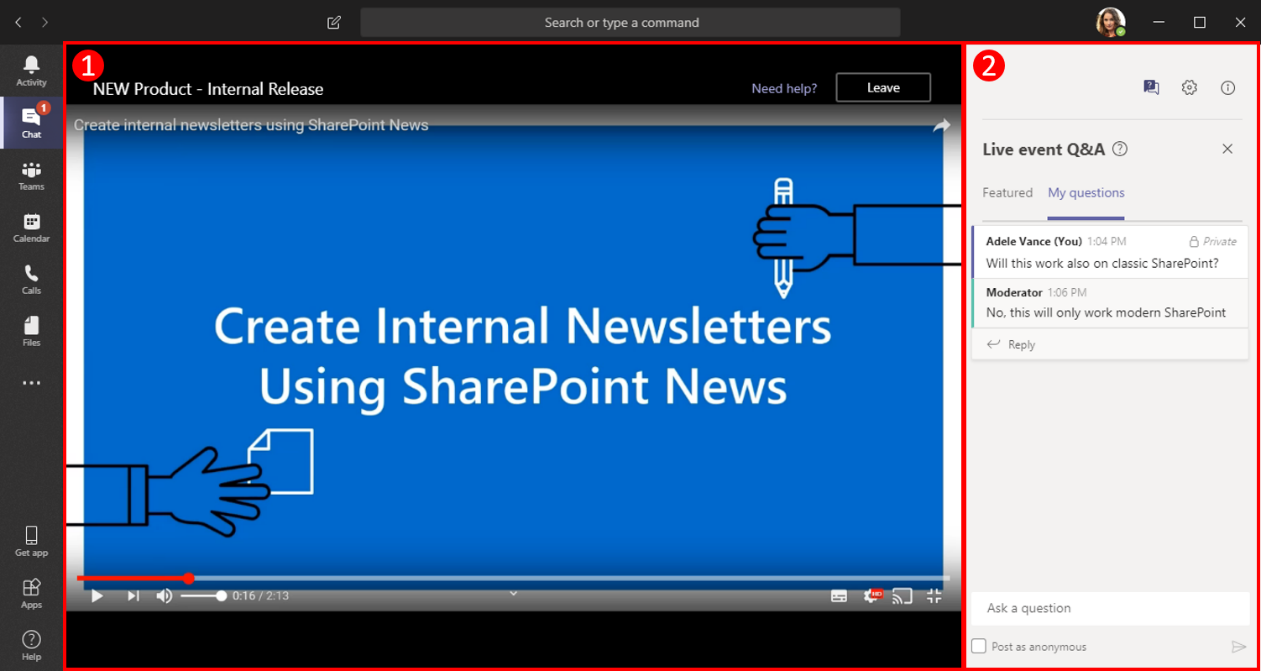 Search or type a command
Activity
1
Chat
Teams
Calendar
Calls
Files
Get app
Apps
Help
1
NEW Product - Internal Release
Need help?
Leave
Create internal newsletters using SharePoint News
Create Internal Newsletters
Using SharePoint News
0:16 / 2:13
HD
2
?
Live event Q&A ?
Featured My questions
Adele Vance (You) 1:04 PM Private
Will this work also on classic SharePoint?
Moderator 1:06 PM
No, this will only work modern SharePoint
Reply
Ask a question
Post as anonymous